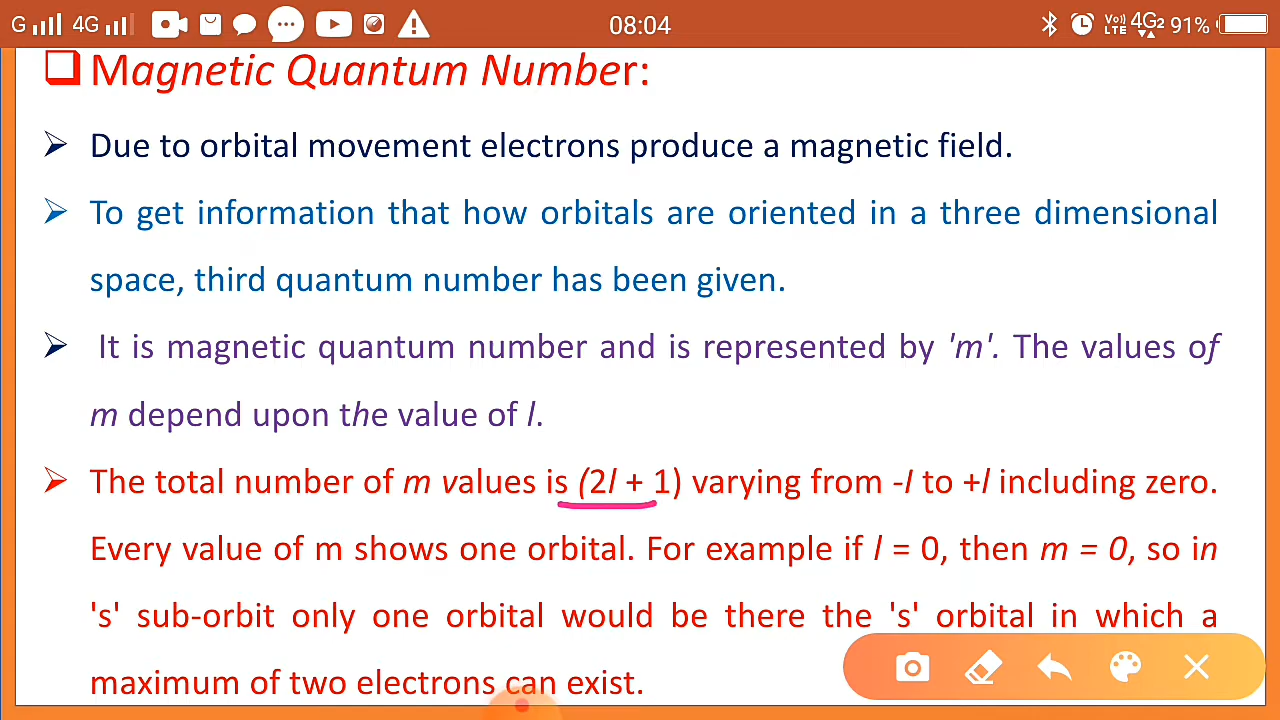 G 4G 08:04 Vo)) LTE 4G2 91%
Magnetic Quantum Number:
Due to orbital movement electrons produce a magnetic field.
To get information that how orbitals are oriented in a three dimensional
space, third quantum number has been given.
It is magnetic quantum number and is represented by 'm'. The values of
m depend upon the value of l.
The total number of m values is (2l + 1) varying from -l to +l including zero.
Every value of m shows one orbital. For example if l = 0, then m = 0, so in
's' sub-orbit only one orbital would be there the 's' orbital in which a
maximum of two electrons can exist.